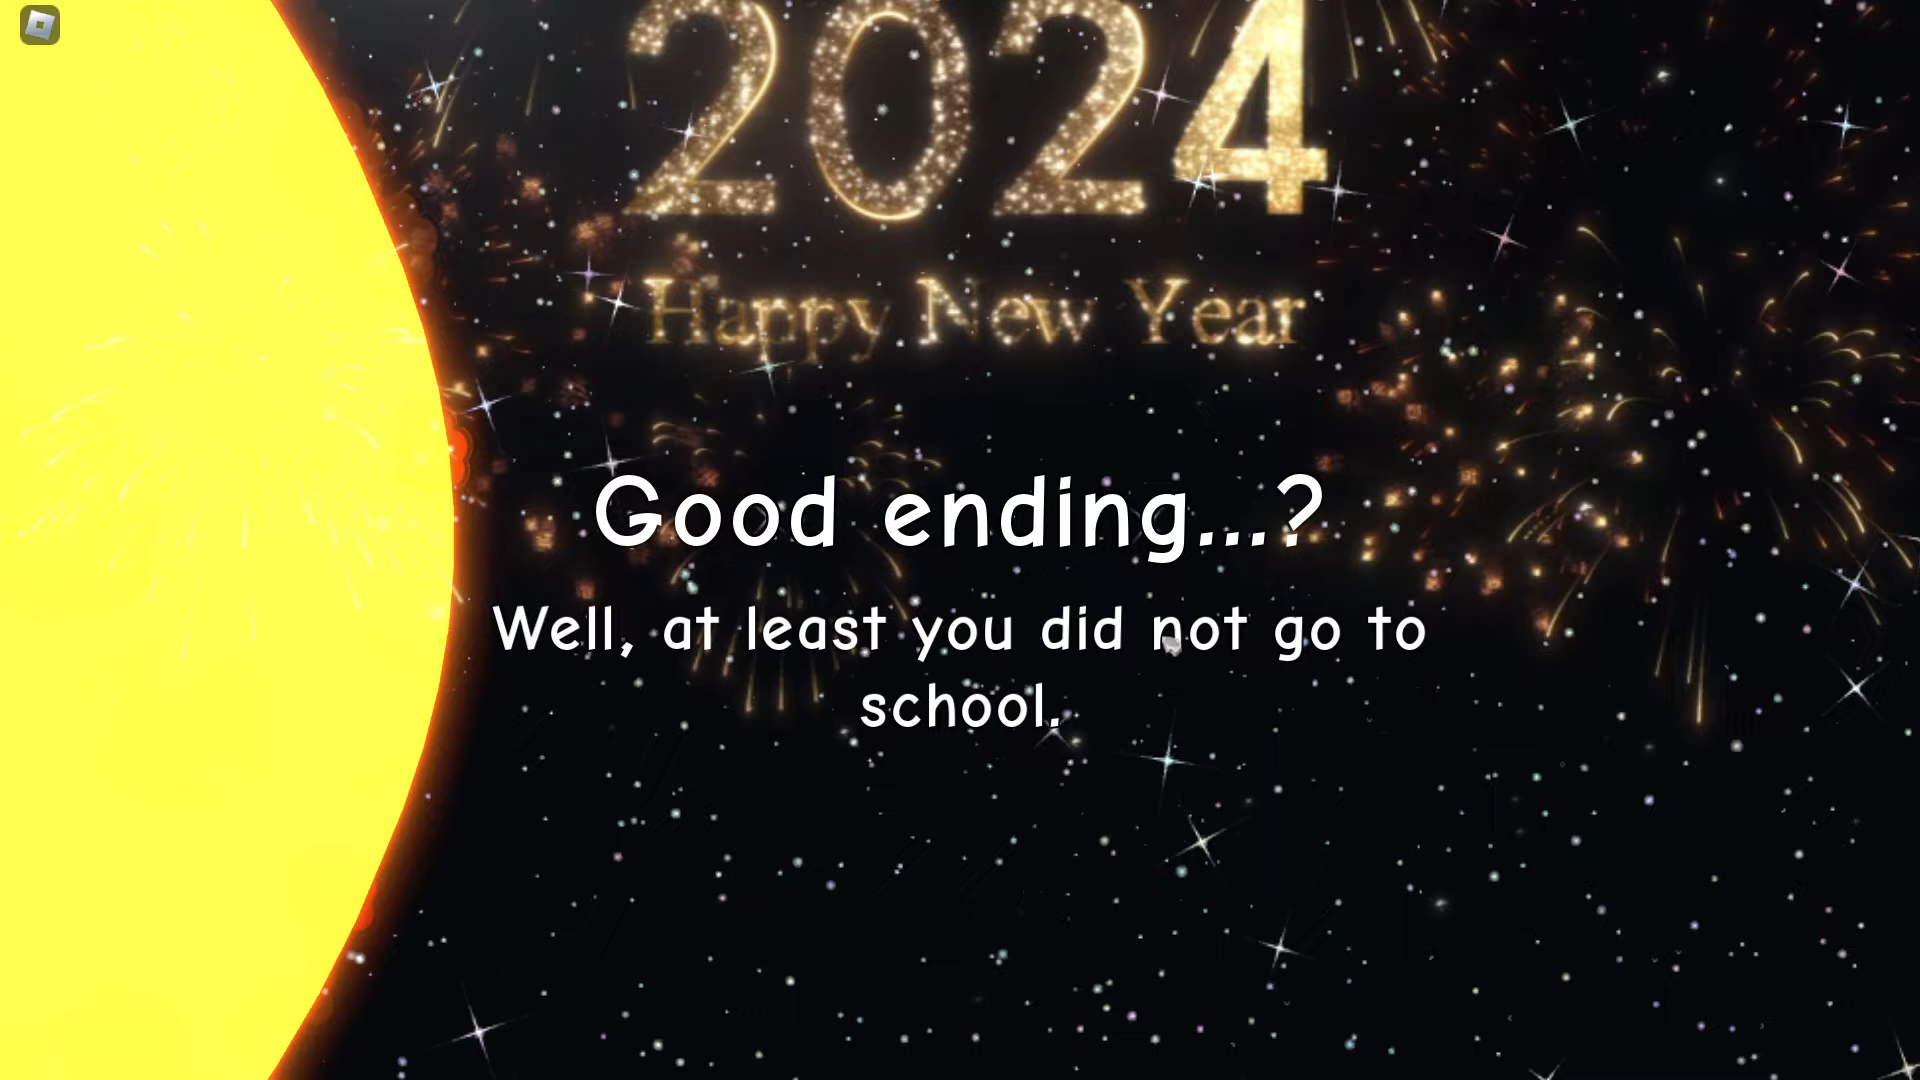 2024
Happy New Year
Good ending...?
Well, at least you did not go to
school.